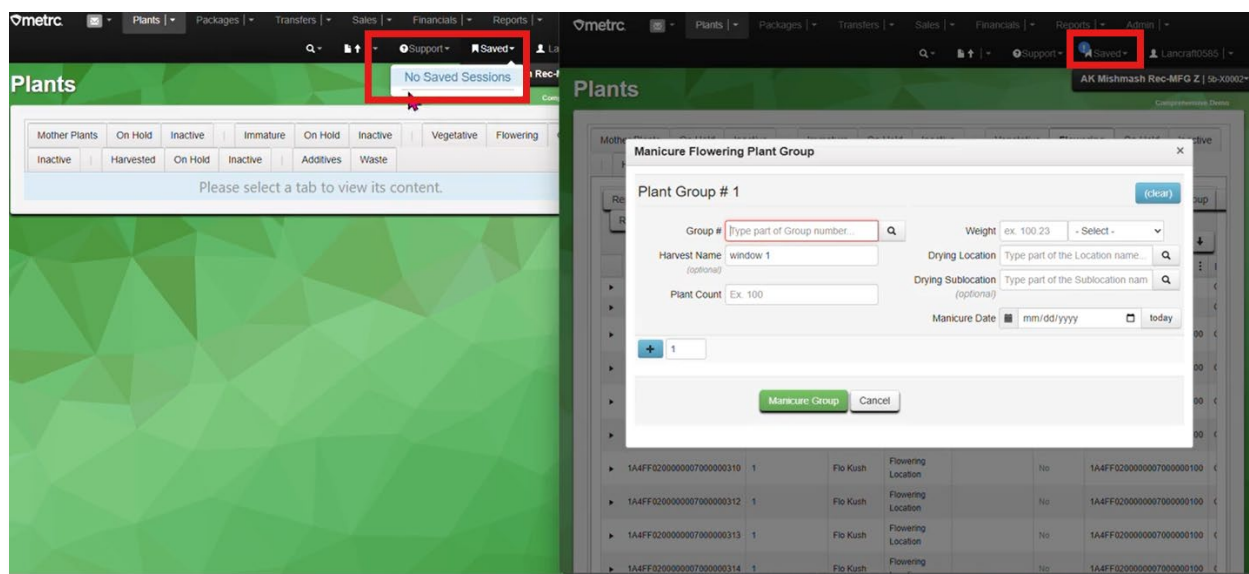 metrc Plants | Packages | Transfers | Sales | Financials | Reports |
Support Saved
No Saved Sessions
Plants
Mother Plants On Hold Inactive | Immature On Hold Inactive | Vegetative Flowering
Inactive | Harvested On Hold Inactive | Additives Waste
Please select a tab to view its content.
metrc Plants | Packages | Transfers | Sales | Financials | Reports | Admin |
Support Saved Lancraft0585 |
AK Mishmash Rec-MFG Z | 5b-X0002
Plants
Comprehensive Demo
Manicure Flowering Plant Group ×
Plant Group # 1 (clear)
Group # Type part of Group number... Weight ex. 100.23 - Select -
Harvest Name window 1 Drying Location Type part of the Location name...
(optional)
Plant Count Ex. 100 Drying Sublocation Type part of the Sublocation nam
(optional)
Manicure Date mm/dd/yyyy today
+ 1
Manicure Group Cancel
1A4FF0200000007000000310 1 Flo Kush Flowering Location No 1A4FF0200000007000000100
1A4FF0200000007000000312 1 Flo Kush Flowering Location No 1A4FF0200000007000000100
1A4FF0200000007000000313 1 Flo Kush Flowering Location No 1A4FF0200000007000000100
1A4FF0200000007000000314 1 Flo Kush Flowering No 1A4FF0200000007000000100